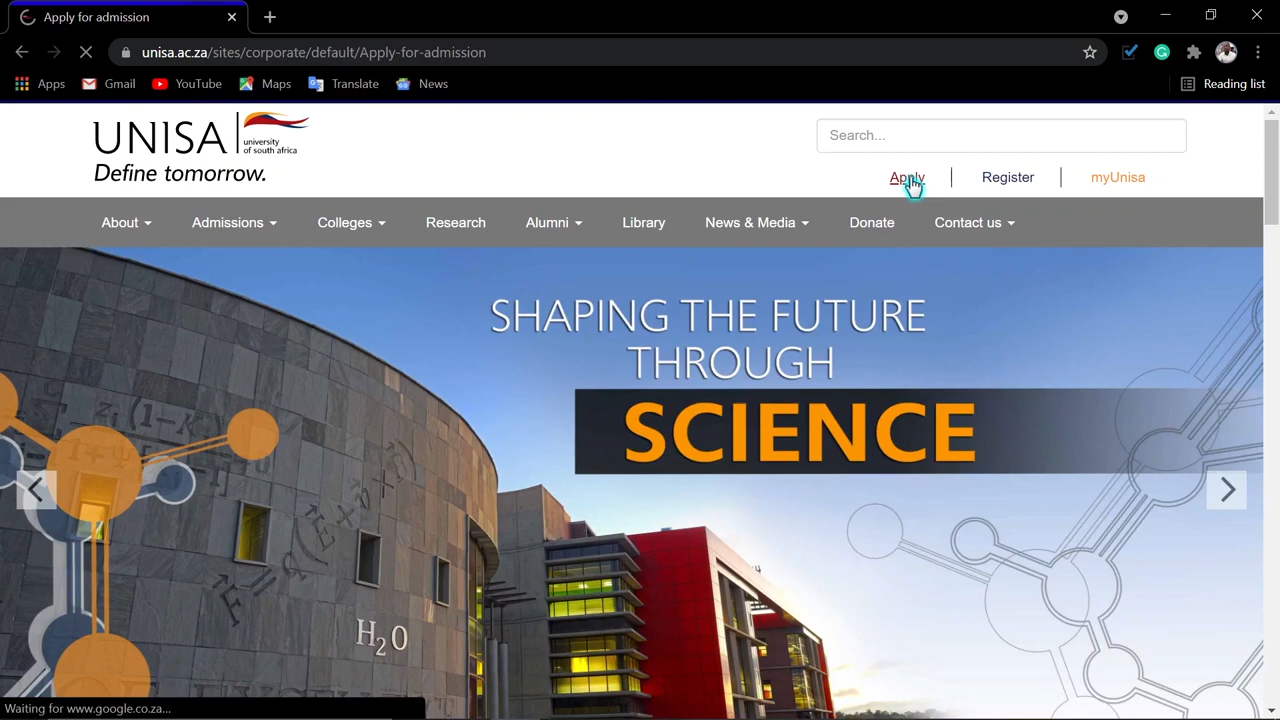 Apply for admission
unisa.ac.za/sites/corporate/default/Apply-for-admission
Apps Gmail YouTube Maps Translate News Reading list
UNISA university of south africa
Define tomorrow.
Search...
Apply Register myUnisa
About Admissions Colleges Research Alumni Library News & Media Donate Contact us
SHAPING THE FUTURE
THROUGH
SCIENCE
H₂O
Waiting for www.google.co.za...